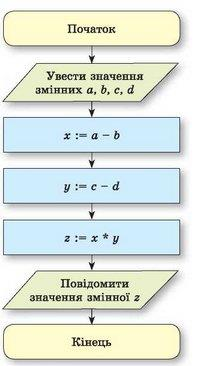 Початок
Увести значення
змінних a, b, c, d
x := a – b
y := c – d
z := x * y
Повідомити
значення змінної z
Кінець